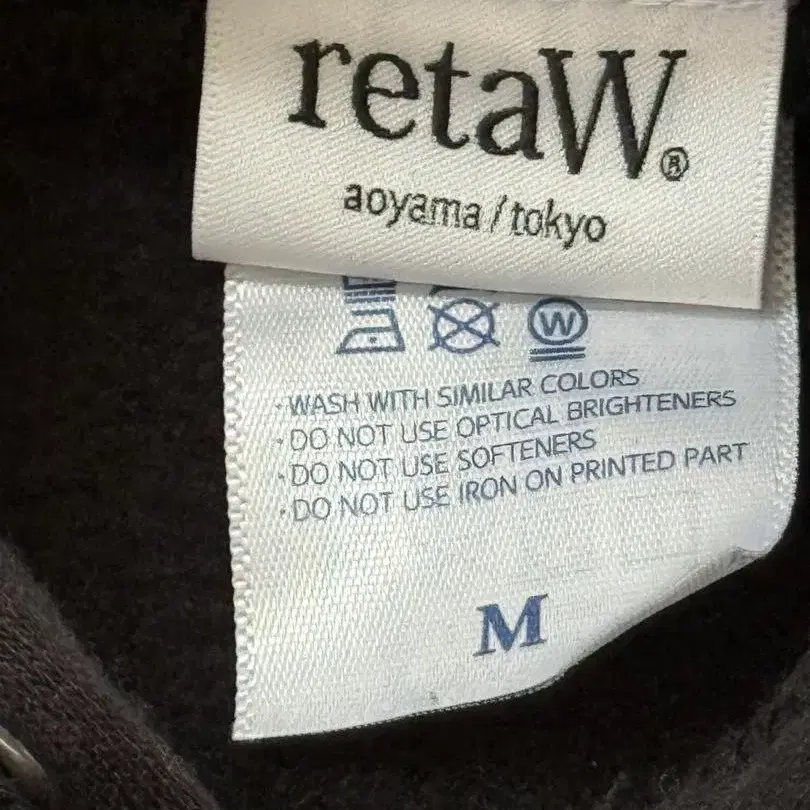 retaW®
aoyama / tokyo
W
· WASH WITH SIMILAR COLORS
· DO NOT USE OPTICAL BRIGHTENERS
· DO NOT USE SOFTENERS
· DO NOT USE IRON ON PRINTED PART
M